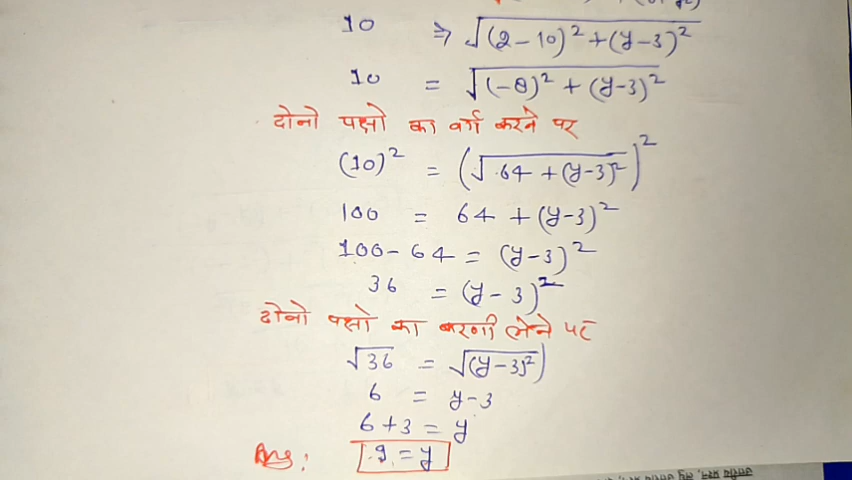 10 ⇒ √(2-10)² + (y-3)²
10 = √(-8)² + (y-3)²
दोनो पक्षो का वर्ग करने पर
(10)² = (√64 + (y-3)²)²
100 = 64 + (y-3)²
100 - 64 = (y-3)²
36 = (y-3)²
दोनो पक्षो का करणी लेने पर
√36 = √(y-3)²)
6 = y-3
6+3 = y
Ans: 9 = y